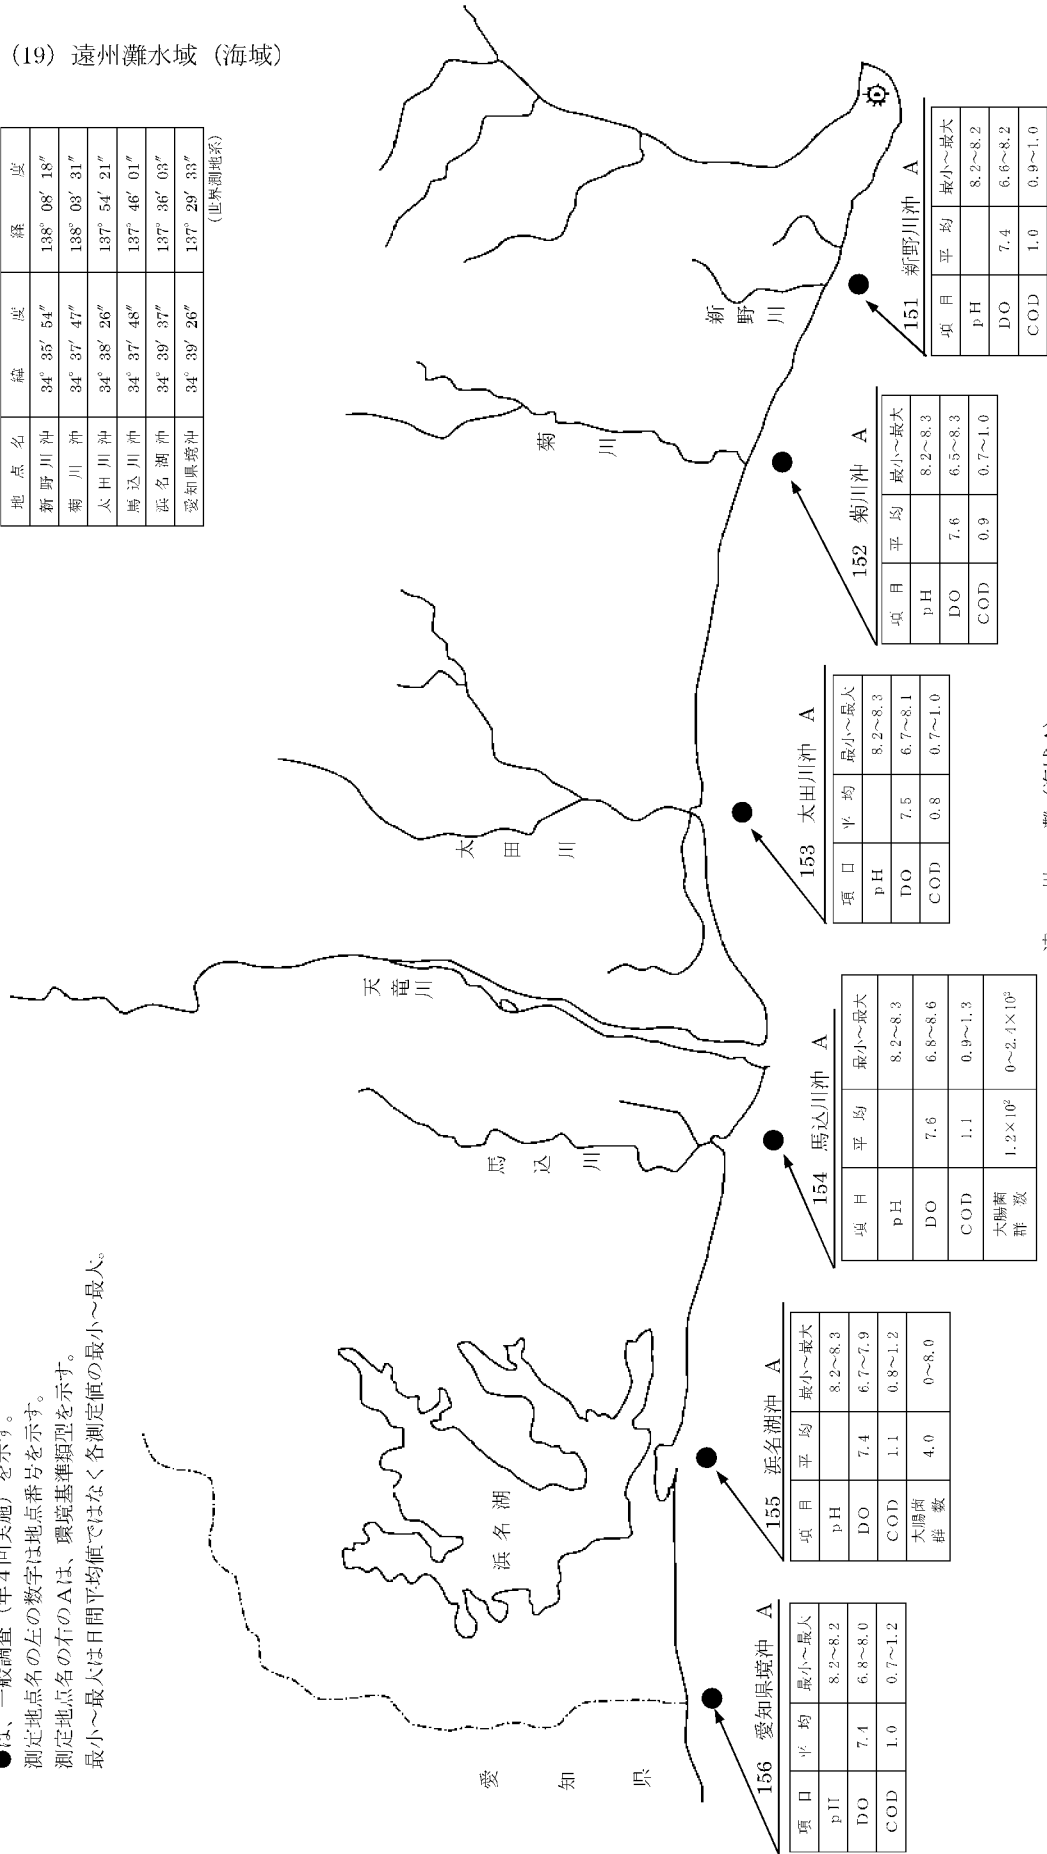 (19) 遠州灘水域 (海域)
地 点 名 緯 度 経 度
新 野 川 沖 34° 35′ 54″ 138° 08′ 18″
菊 川 沖 34° 37′ 47″ 138° 03′ 31″
太 田 川 沖 34° 38′ 26″ 137° 54′ 21″
馬 込 川 沖 34° 37′ 48″ 137° 46′ 01″
浜 名 湖 沖 34° 39′ 37″ 137° 36′ 03″
愛知県境沖 34° 39′ 26″ 137° 29′ 33″
(世界測地系)
●は、一般調査(年4回実施)を示す。
測定地点名の左の数字は地点番号を示す。
測定地点名の右のAは、環境基準類型を示す。
最小～最大は日間平均値ではなく各測定値の最小～最大。
愛 知 県
浜 名 湖
馬 込 川
天 竜 川
太 田 川
菊 川
新 野 川
156 愛知県境沖 A
項 目 平 均 最小～最大
pH 8.2～8.2
DO 7.4 6.8～8.0
COD 1.0 0.7～1.2
155 浜名湖沖 A
項 目 平 均 最小～最大
pH 8.2～8.3
DO 7.4 6.7～7.9
COD 1.1 0.8～1.2
大腸菌
群 数 4.0 0～8.0
154 馬込川沖 A
項 目 平 均 最小～最大
pH 8.2～8.3
DO 7.6 6.8～8.6
COD 1.1 0.9～1.3
大腸菌
群 数 1.2×10² 0～2.4×10²
153 太田川沖 A
項 目 平 均 最小～最大
pH 8.2～8.3
DO 7.5 6.7～8.1
COD 0.8 0.7～1.0
152 菊川沖 A
項 目 平 均 最小～最大
pH 8.2～8.3
DO 7.6 6.5～8.3
COD 0.9 0.7～1.0
151 新野川沖 A
項 目 平 均 最小～最大
pH 8.2～8.2
DO 7.4 6.6～8.2
COD 1.0 0.9～1.0